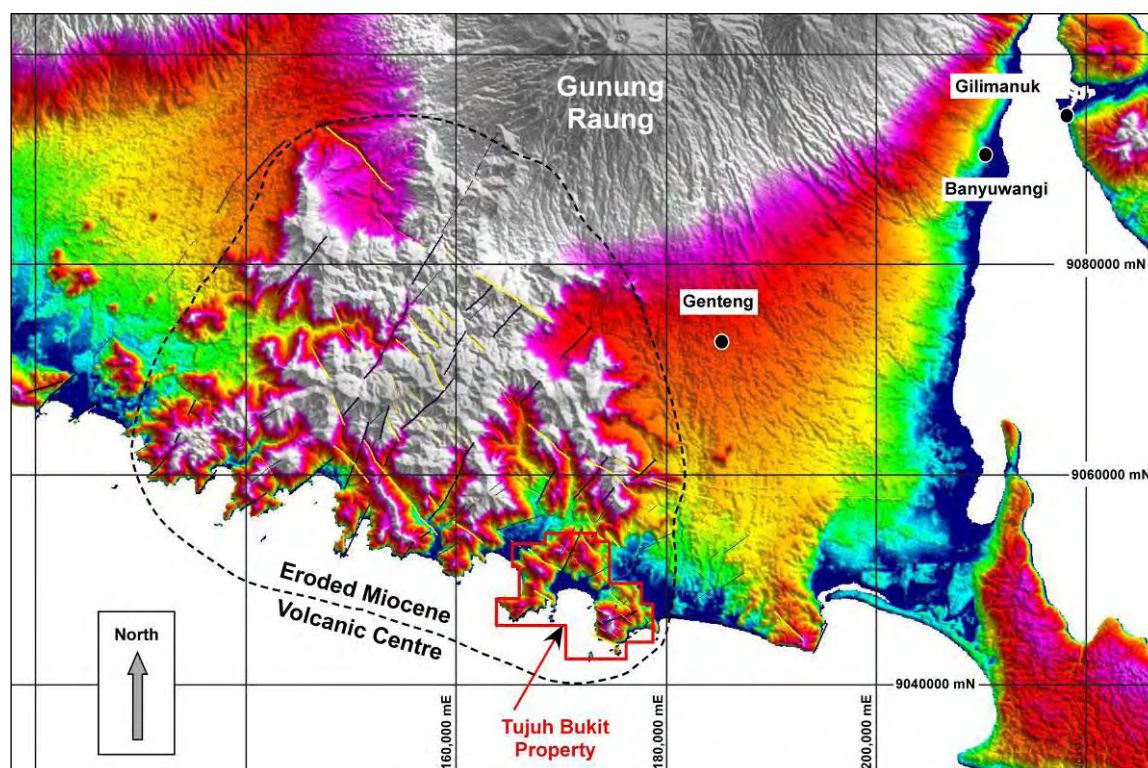 Gunung
Raung
Gilimanuk
Banyuwangi
9080000 mN
Genteng
9060000 mN
Eroded Miocene
Volcanic Centre
North
9040000 mN
Tujuh Bukit
Property
160,000 mE
180,000 mE
200,000 mE